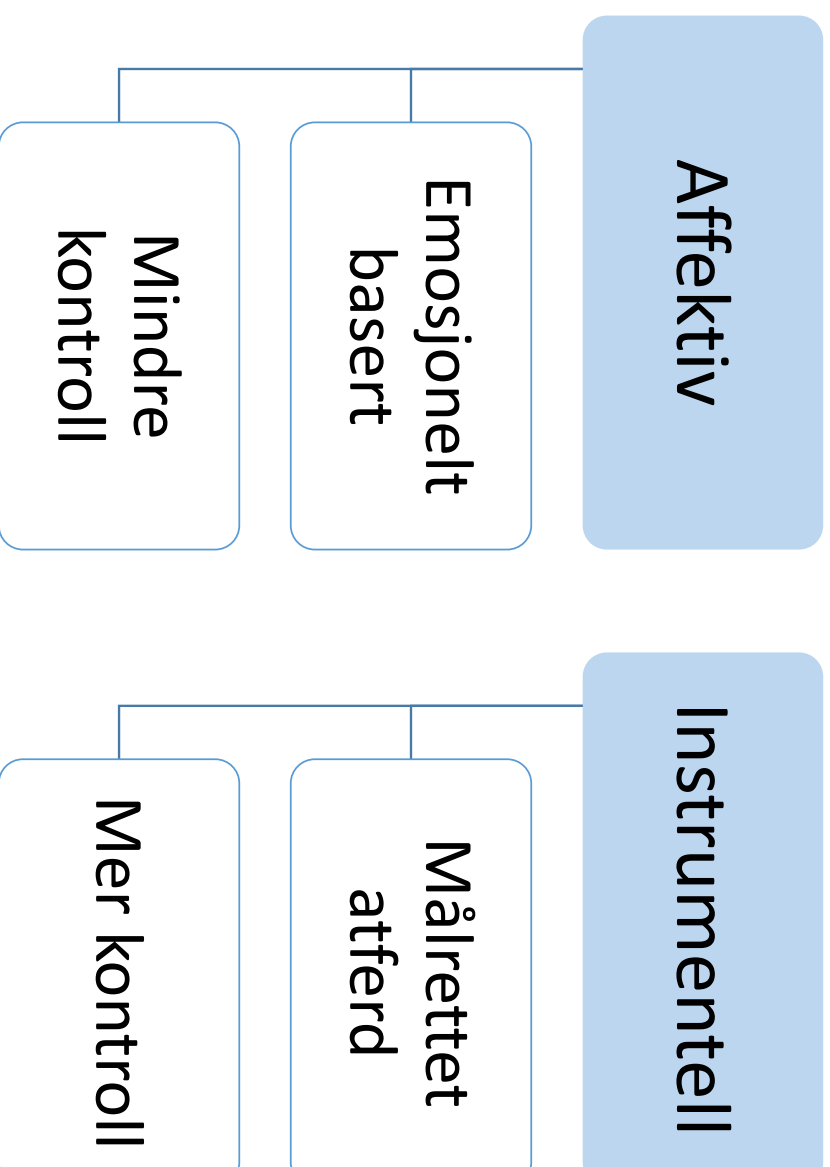 Affektiv
Emosjonelt
basert
Mindre
kontroll
Instrumentell
Målrettet
atferd
Mer kontroll